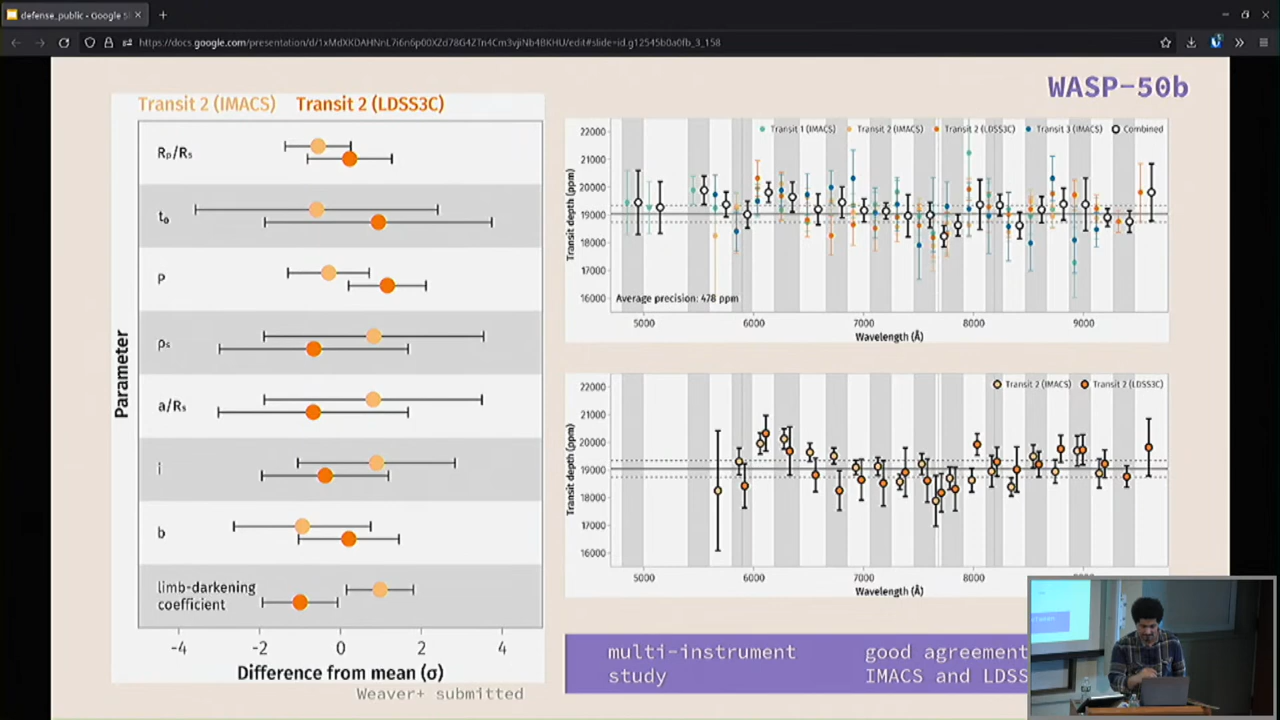 defense_public - Google S
https://docs.google.com/presentation/d/1xMdXKDAHNnL7i6n6p00XZd78G4ZTn4Cm3vjiNb4BKHU/edit#slide=id.g12545b0a0fb_3_158
WASP-50b
Transit 2 (IMACS) Transit 2 (LDSS3C)
Parameter
Rₚ/Rₛ
t₀
P
ρₛ
a/Rₛ
i
b
limb-darkening
coefficient
-4 -2 0 2 4
Difference from mean (σ)
Weaver+ submitted
Transit 1 (IMACS) Transit 2 (IMACS) Transit 2 (LDSS3C) Transit 3 (IMACS) Combined
Transit depth (ppm)
22000
21000
20000
19000
18000
17000
16000
Average precision: 478 ppm
5000 6000 7000 8000 9000
Wavelength (Å)
Transit 2 (IMACS) Transit 2 (LDSS3C)
Transit depth (ppm)
22000
21000
20000
19000
18000
17000
16000
5000 6000 7000 8000
Wavelength (Å)
multi-instrument
study
good agreement
IMACS and LDSS